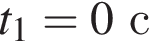 t₁ = 0 с